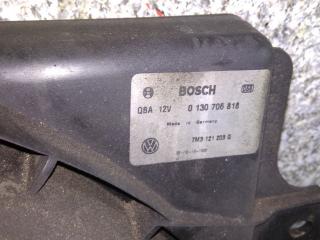 BOSCH
QBA 12V 0 130 706 818
Made in Germany
7M3 121 203 G